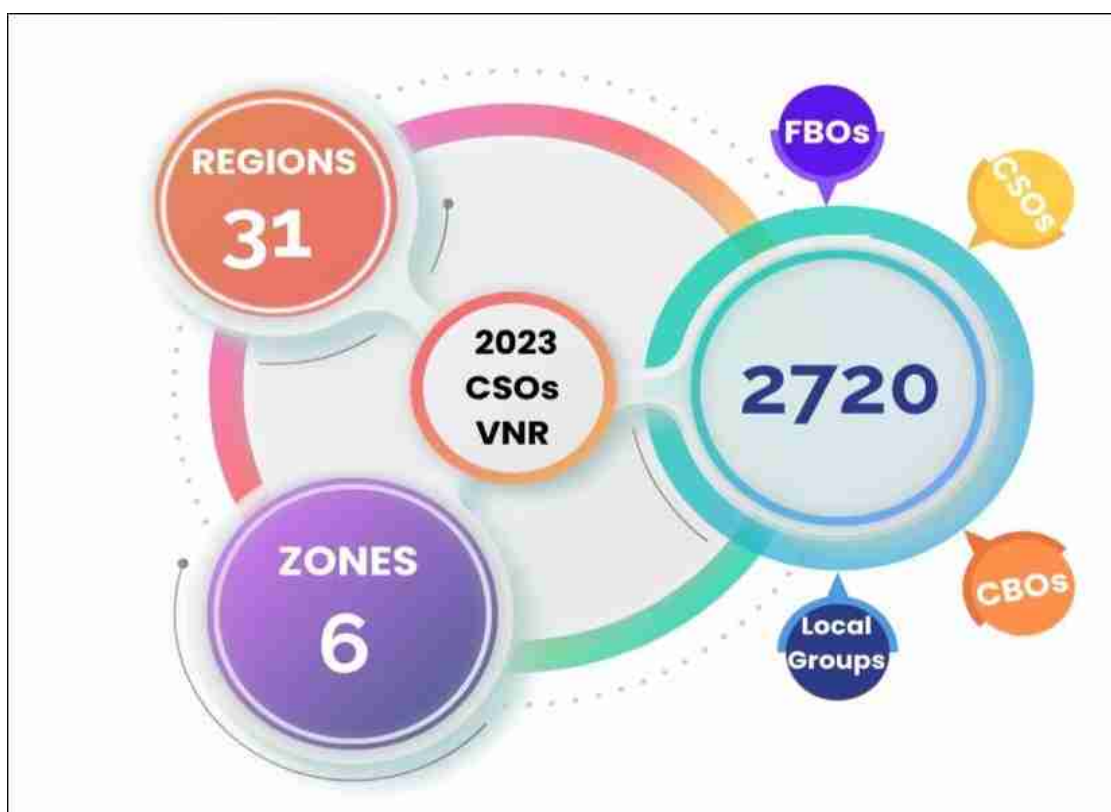 REGIONS
31
2023
CSOs
VNR
ZONES
6
FBOs
CSOs
2720
CBOs
Local
Groups